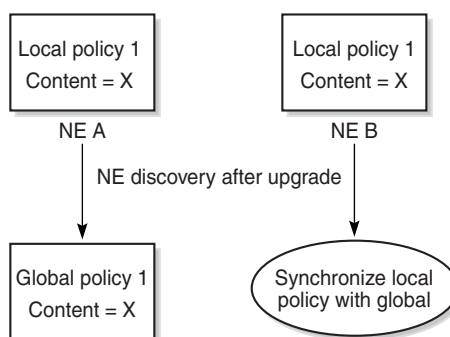 Local policy 1
Content = X
Local policy 1
Content = X
NE A
NE B
NE discovery after upgrade
Global policy 1
Content = X
Synchronize local
policy with global